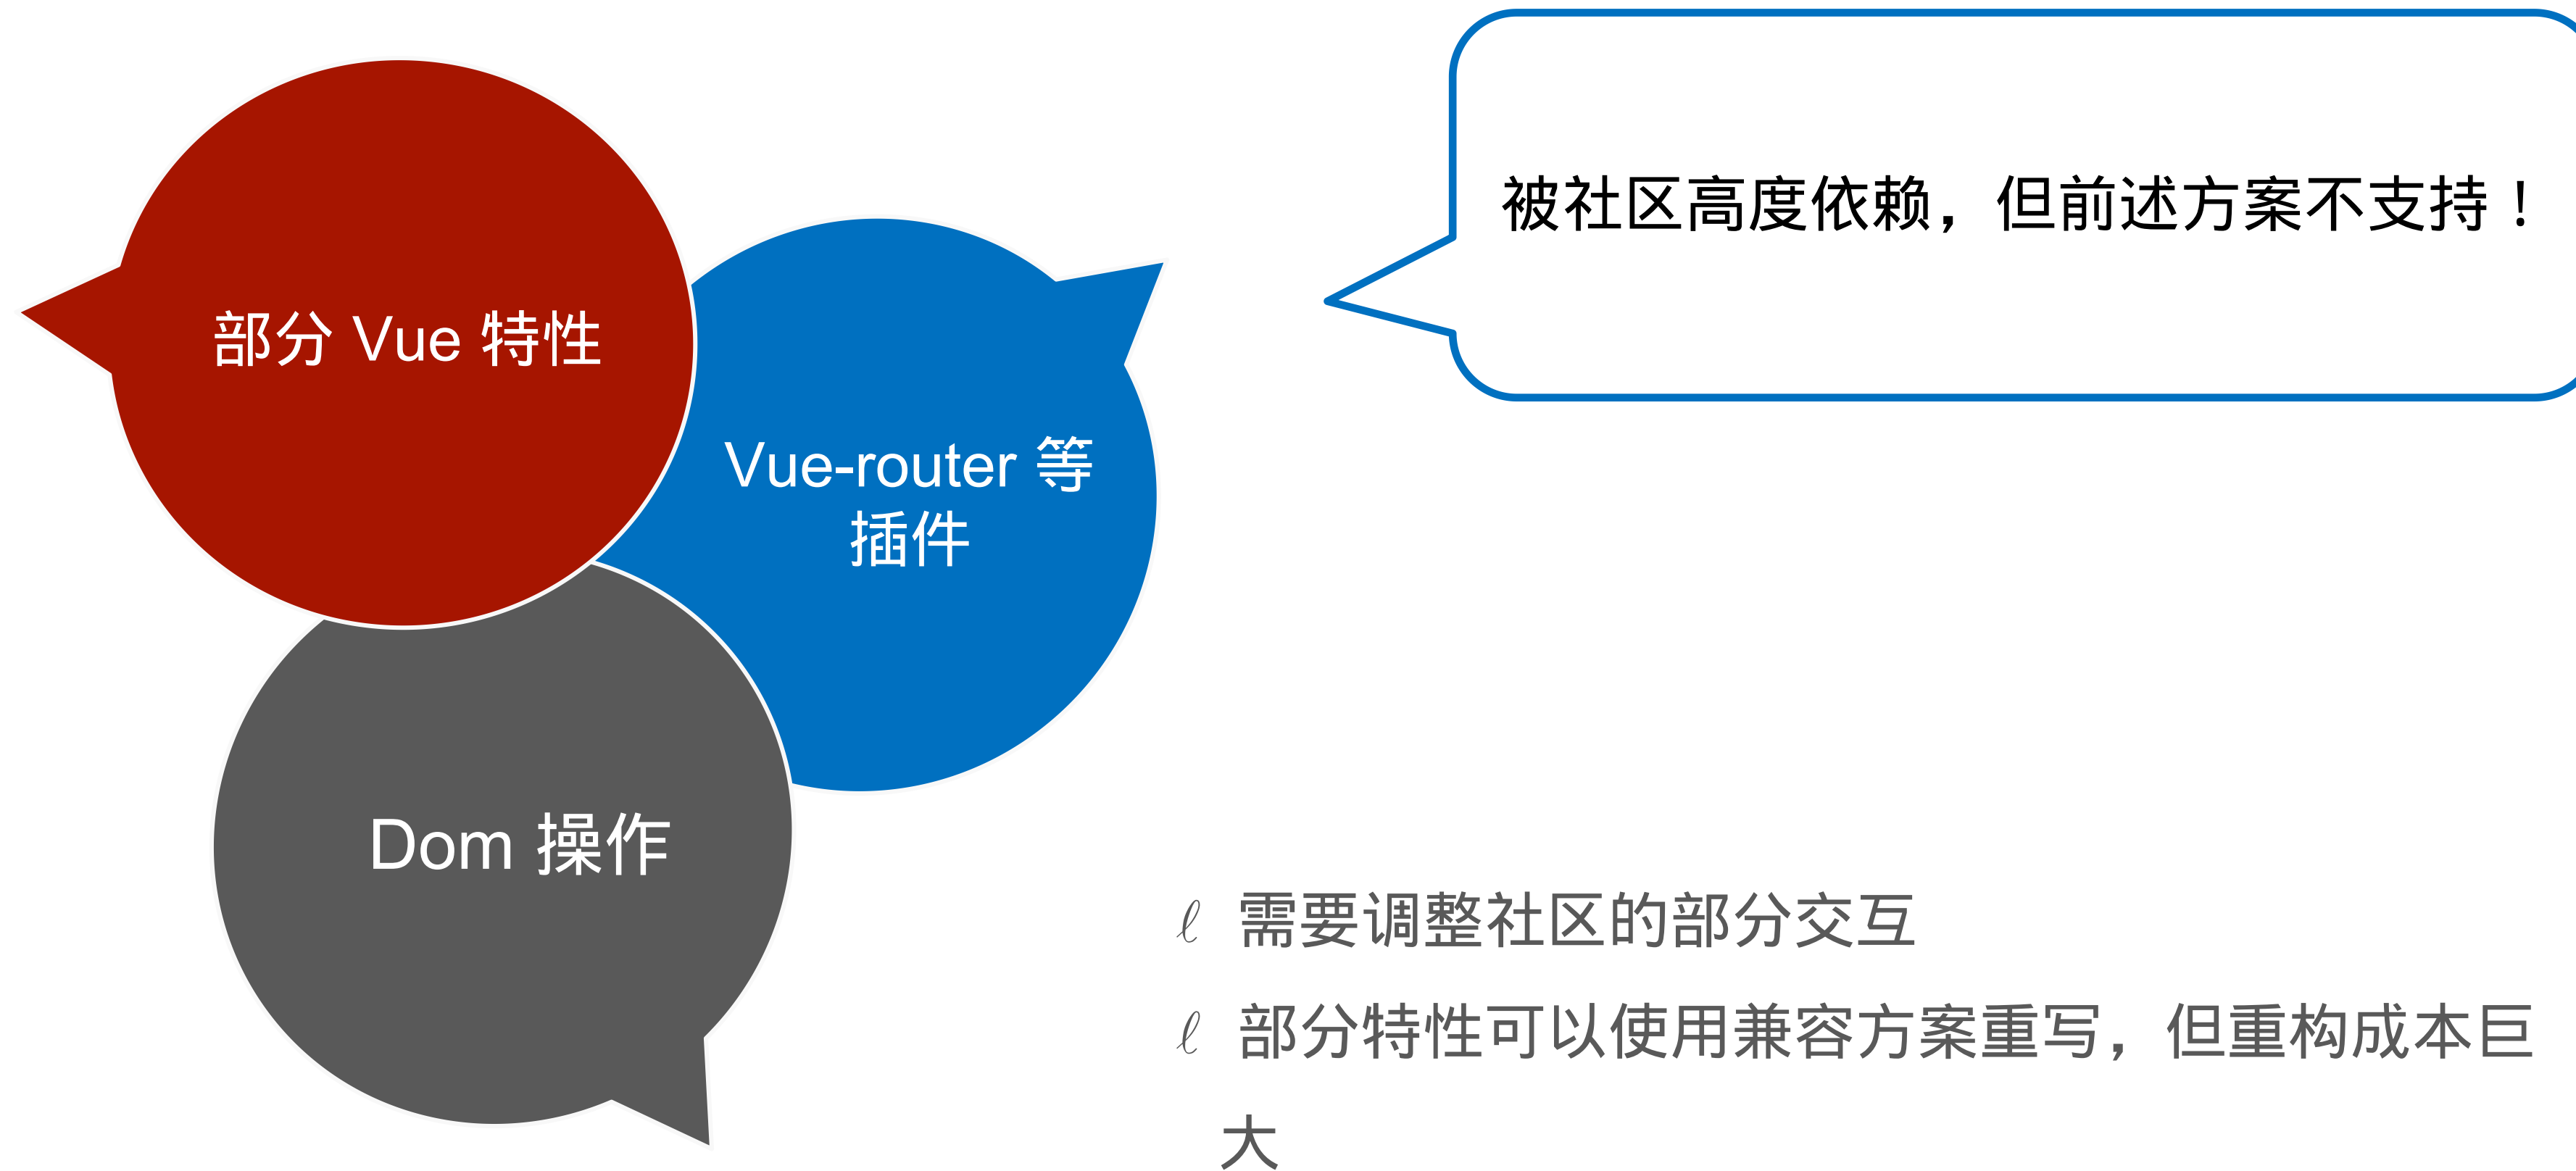 部分 Vue 特性
Vue-router 等
插件
Dom 操作
被社区高度依赖，但前述方案不支持！
ℓ 需要调整社区的部分交互
ℓ 部分特性可以使用兼容方案重写，但重构成本巨
大